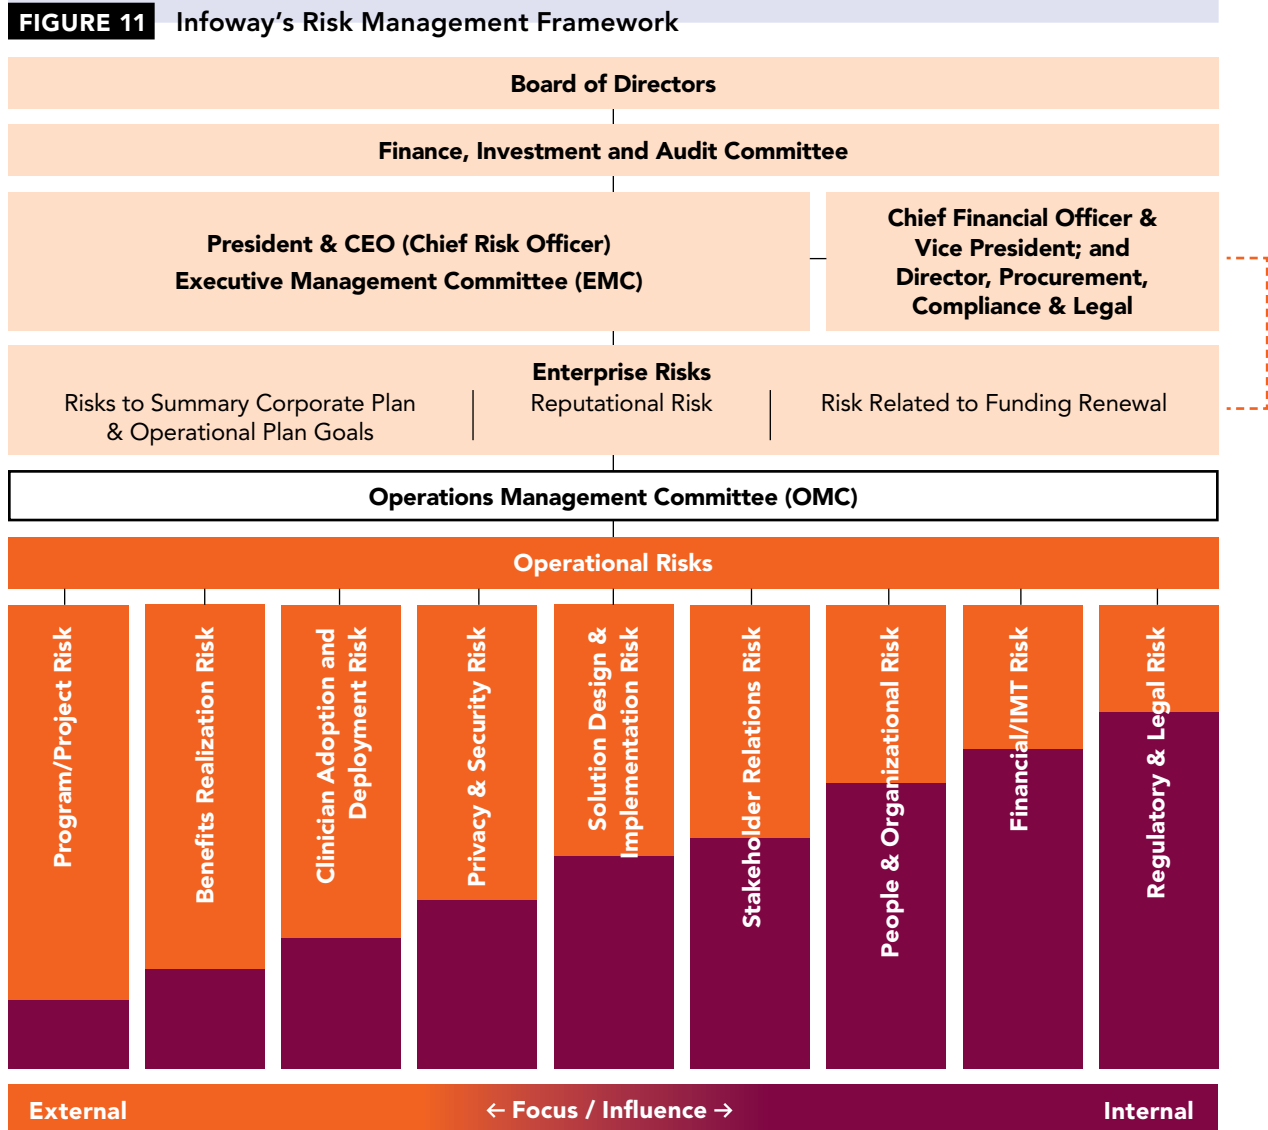 FIGURE 11 Infoway’s Risk Management Framework
Board of Directors
Finance, Investment and Audit Committee
President & CEO (Chief Risk Officer)
Executive Management Committee (EMC)
Chief Financial Officer &
Vice President; and
Director, Procurement,
Compliance & Legal
Enterprise Risks
Risks to Summary Corporate Plan
& Operational Plan Goals
Reputational Risk
Risk Related to Funding Renewal
Operations Management Committee (OMC)
Operational Risks
Program/Project Risk
Benefits Realization Risk
Clinician Adoption and
Deployment Risk
Privacy & Security Risk
Solution Design &
Implementation Risk
Stakeholder Relations Risk
People & Organizational Risk
Financial/IMT Risk
Regulatory & Legal Risk
External
← Focus / Influence →
Internal